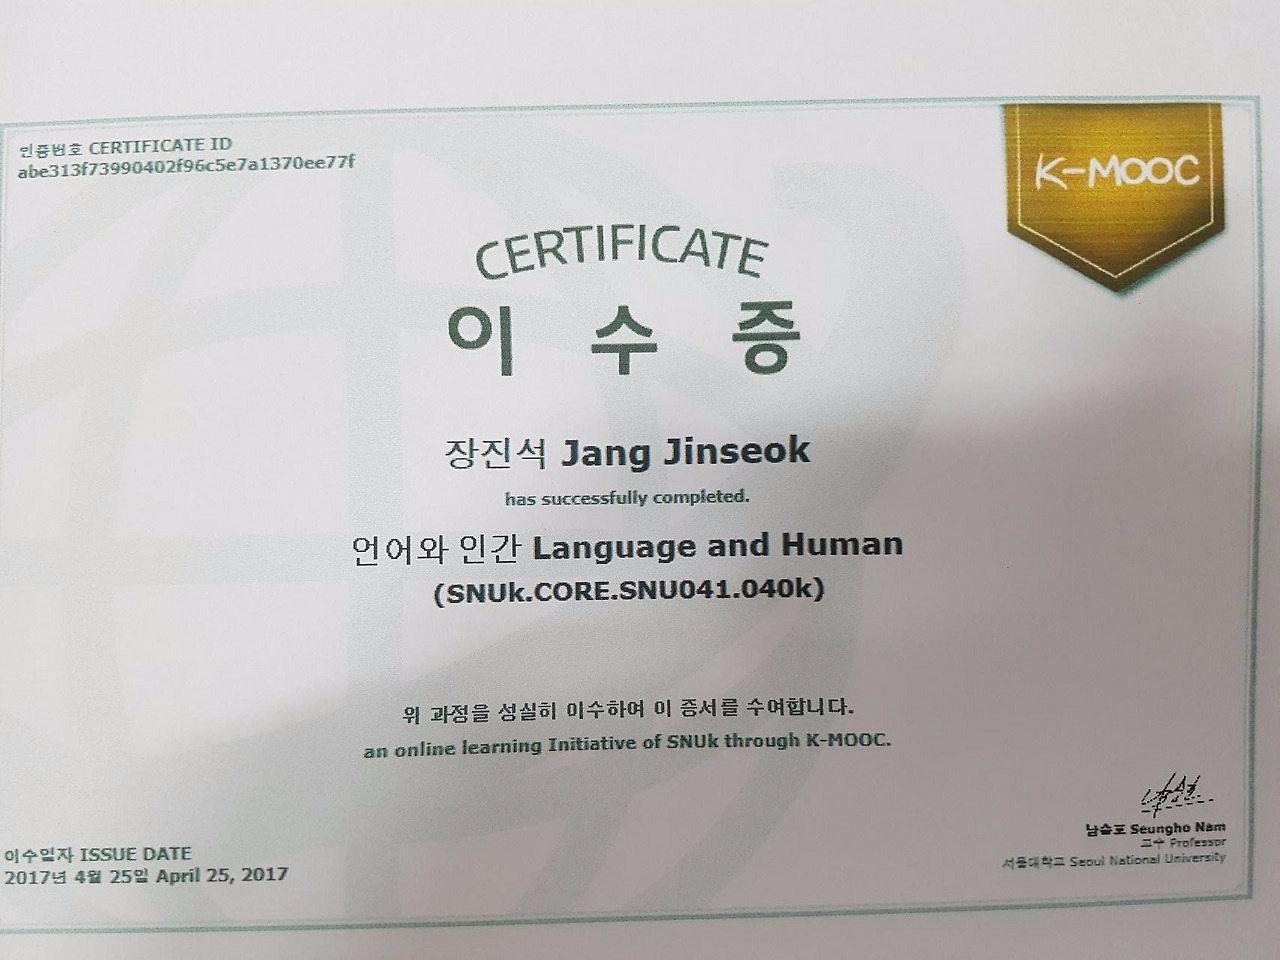 인증번호 CERTIFICATE ID
abe313f73990402f96c5e7a1370ee77f
K-MOOC
CERTIFICATE
이 수 증
장진석 Jang Jinseok
has successfully completed.
언어와 인간 Language and Human
(SNUk.CORE.SNU041.040k)
위 과정을 성실히 이수하여 이 증서를 수여합니다.
an online learning Initiative of SNUk through K-MOOC.
남승호 Seungho Nam
교수 Professor
서울대학교 Seoul National University
이수일자 ISSUE DATE
2017년 4월 25일 April 25, 2017